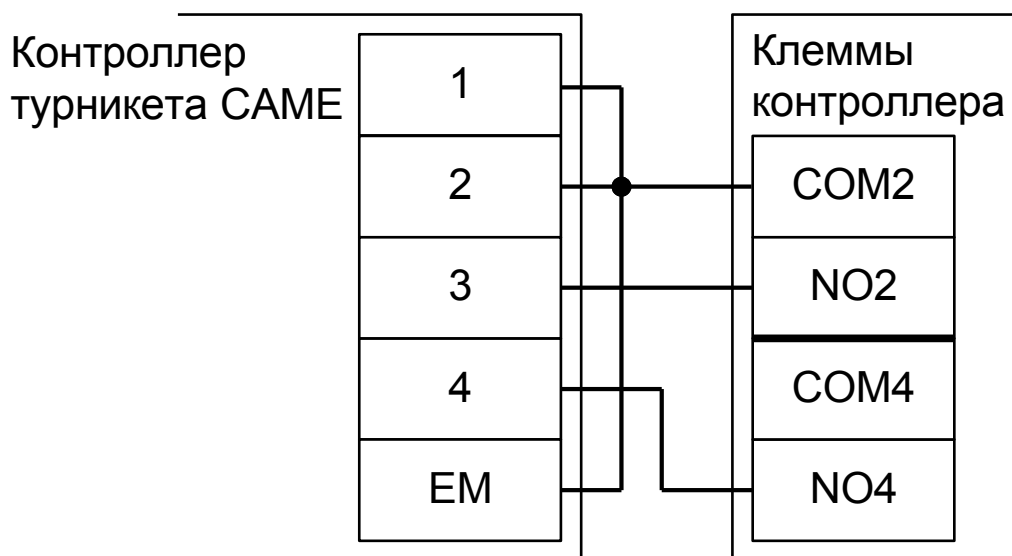 Контроллер
турникета CAME
1
2
3
4
EM
Клеммы
контроллера
COM2
NO2
COM4
NO4